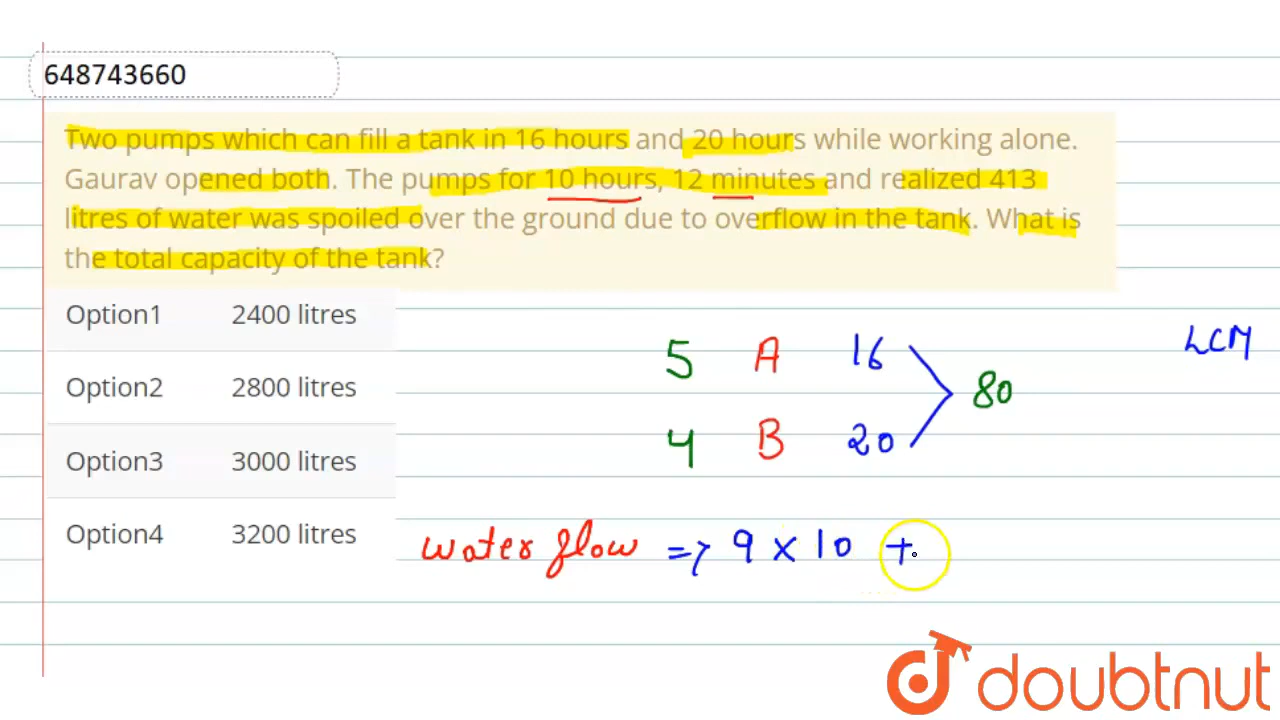 648743660
Two pumps which can fill a tank in 16 hours and 20 hours while working alone.
Gaurav opened both. The pumps for 10 hours, 12 minutes and realized 413
litres of water was spoiled over the ground due to overflow in the tank. What is
the total capacity of the tank?
Option1 2400 litres
Option2 2800 litres
Option3 3000 litres
Option4 3200 litres
LCM
5 A 16
80
4 B 20
water flow => 9 × 10 +
doubtnut